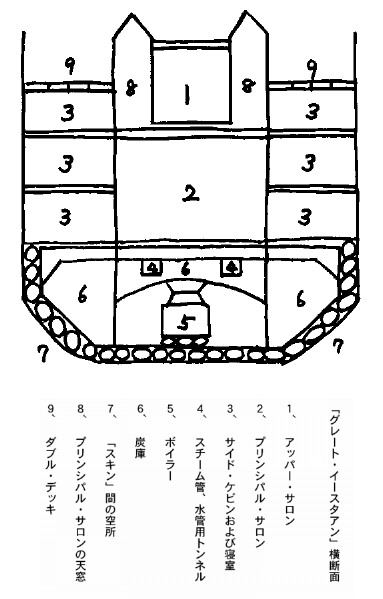 9
9
8
1
8
3
3
3
2
3
3
3
4
6
4
6
5
6
7
7
「グレート・イースタアン」横断面
1、アッパー・サロン
2、プリンシパル・サロン
3、サイド・ケビンおよび寝室
4、スチーム管、水管用トンネル
5、ボイラー
6、炭庫
7、「スキン」間の空所
8、プリンシパル・サロンの天窓
9、ダブル・デッキ